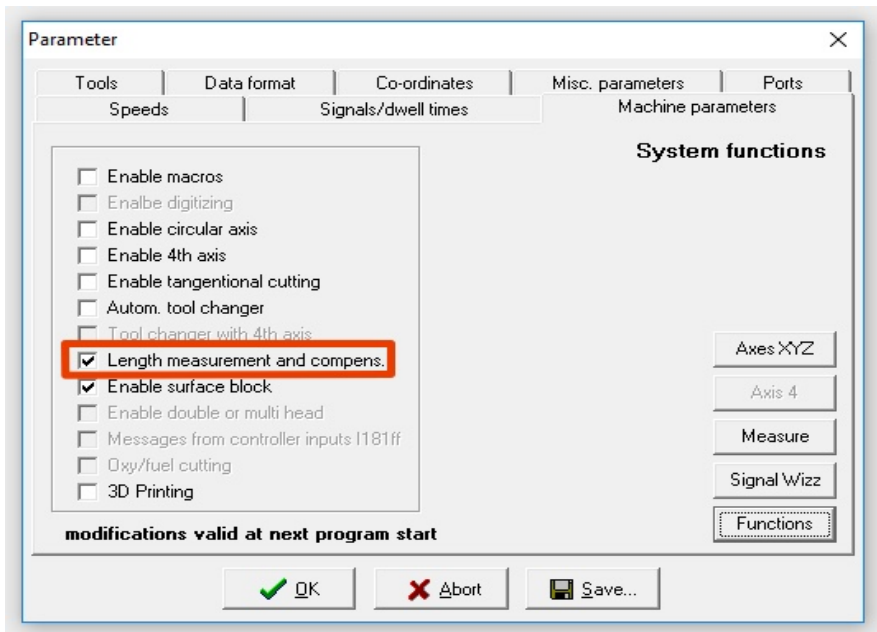 Parameter
Tools Data format Co-ordinates Misc. parameters Ports
Speeds Signals/dwell times Machine parameters
System functions
Enable macros
Enalbe digitizing
Enable circular axis
Enable 4th axis
Enable tangentional cutting
Autom. tool changer
Tool changer with 4th axis
Length measurement and compens.
Enable surface block
Enable double or multi head
Messages from controller inputs I181ff
Oxy/fuel cutting
3D Printing
Axes XYZ
Axis 4
Measure
Signal Wizz
Functions
modifications valid at next program start
OK Abort Save...